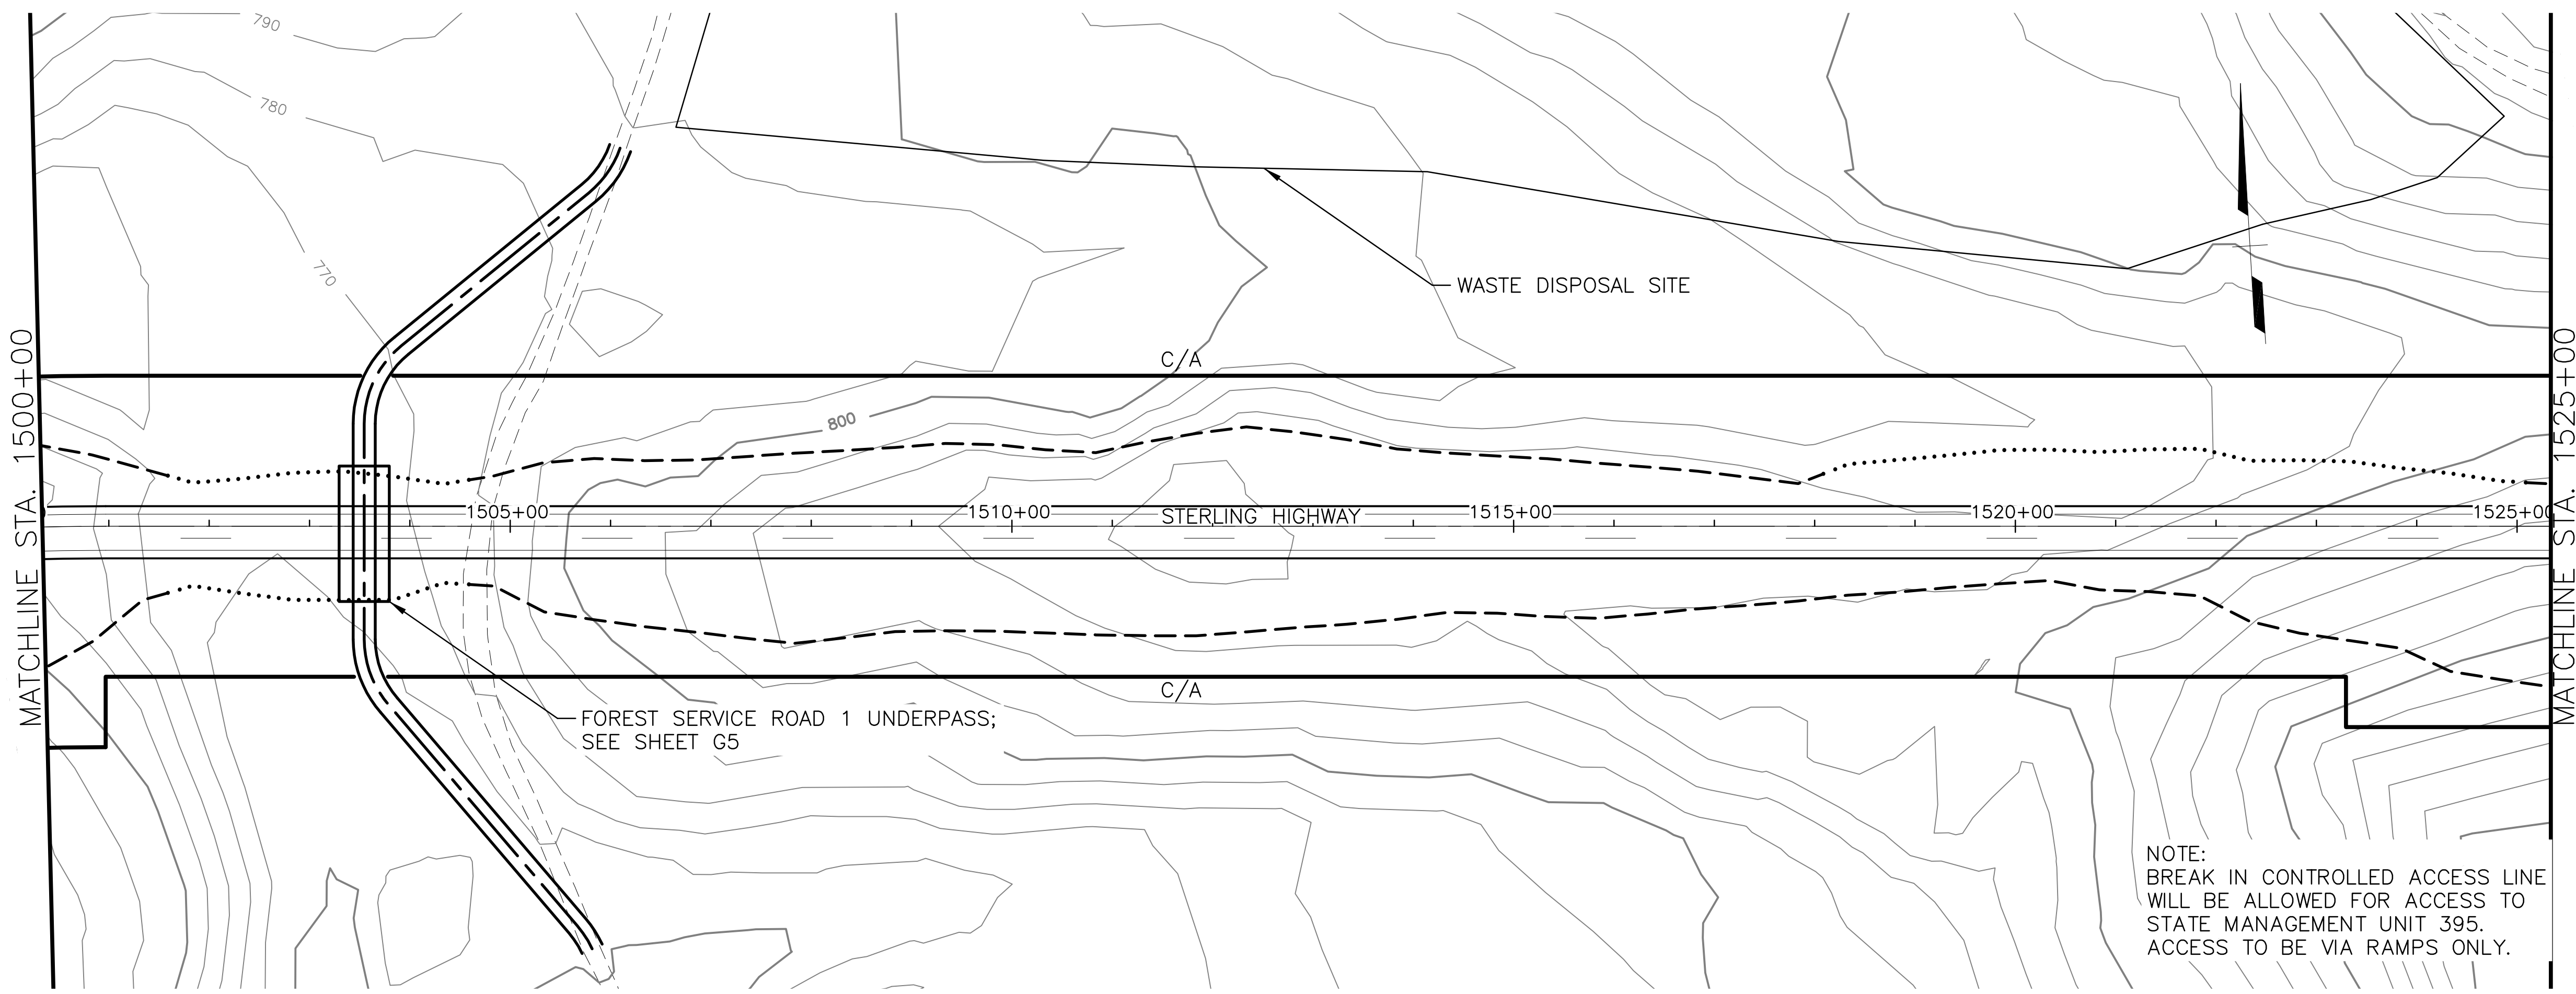 790
780
770
WASTE DISPOSAL SITE
C/A
800
MATCHLINE STA. 1500+00
1505+00
1510+00
STERLING HIGHWAY
1515+00
1520+00
1525+00
MATCHLINE STA. 1525+00
C/A
FOREST SERVICE ROAD 1 UNDERPASS;
SEE SHEET G5
NOTE:
BREAK IN CONTROLLED ACCESS LINE
WILL BE ALLOWED FOR ACCESS TO
STATE MANAGEMENT UNIT 395.
ACCESS TO BE VIA RAMPS ONLY.